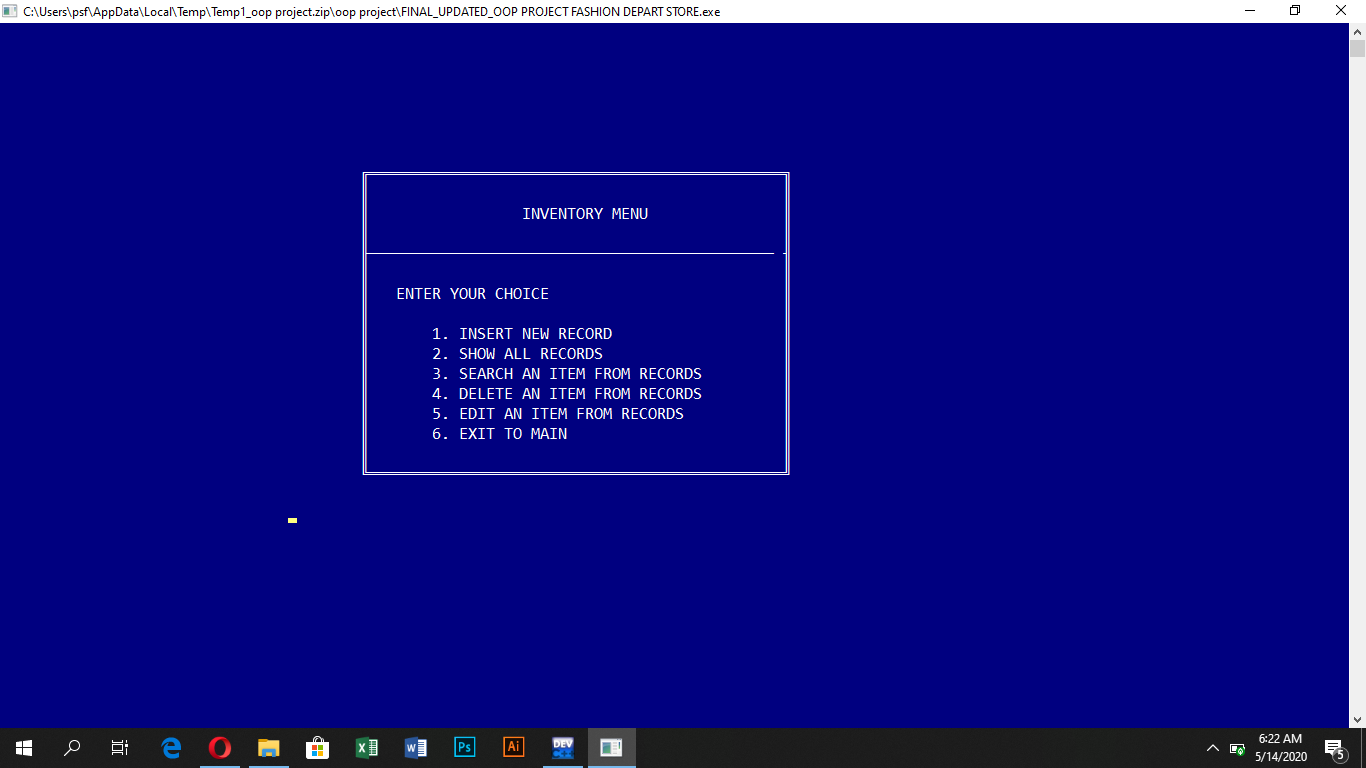 C:\Users\psf\AppData\Local\Temp\Temp1_oop project.zip\oop project\FINAL_UPDATED_OOP PROJECT FASHION DEPART STORE.exe
INVENTORY MENU
ENTER YOUR CHOICE
1. INSERT NEW RECORD
2. SHOW ALL RECORDS
3. SEARCH AN ITEM FROM RECORDS
4. DELETE AN ITEM FROM RECORDS
5. EDIT AN ITEM FROM RECORDS
6. EXIT TO MAIN
Ps
Ai
DEV
6:22 AM
5/14/2020
5